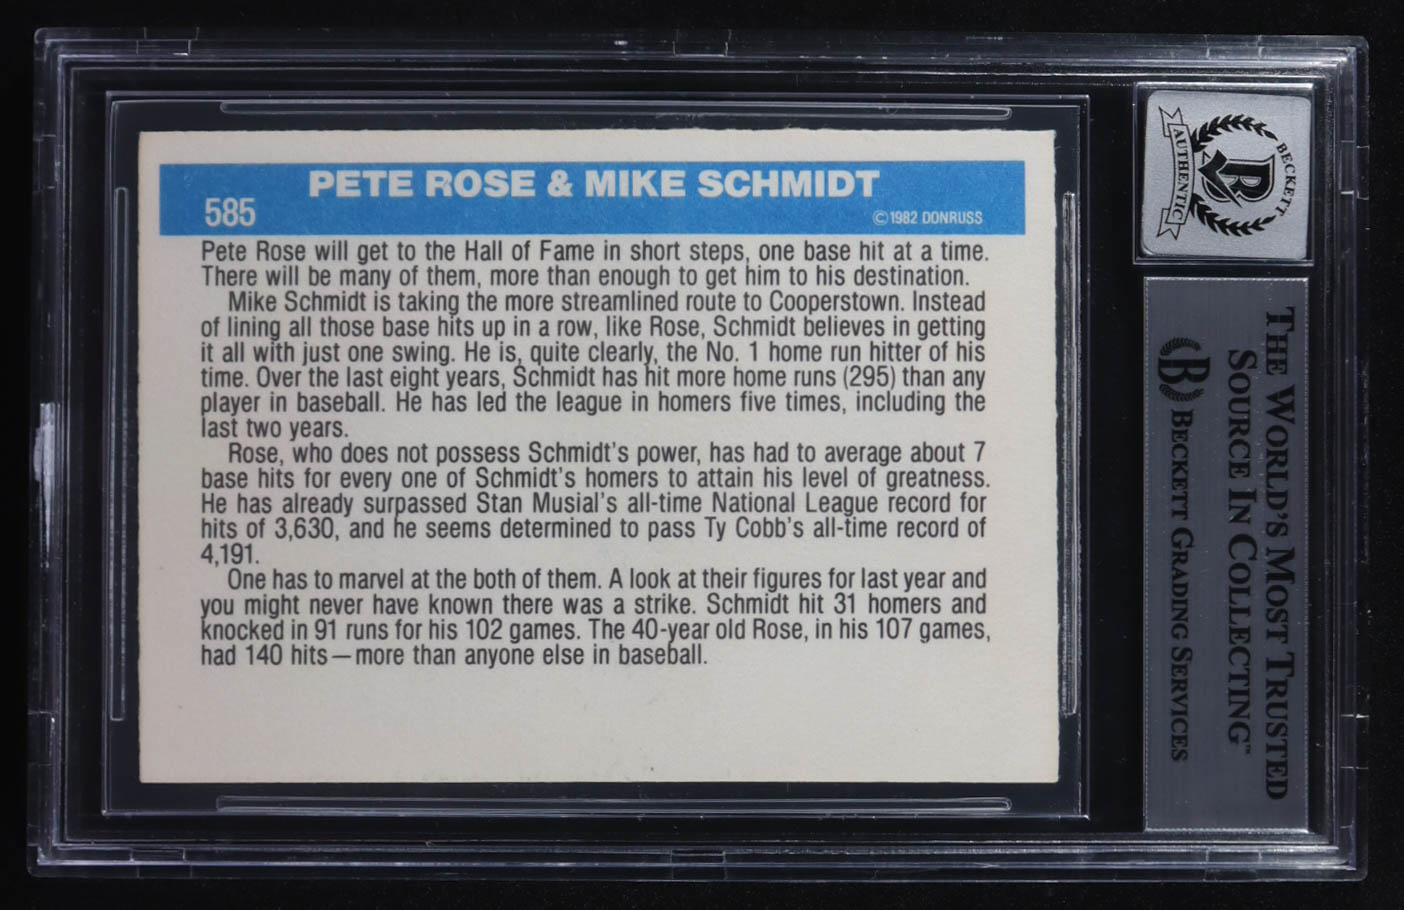 PETE ROSE & MIKE SCHMIDT
585
©1982 DONRUSS
Pete Rose will get to the Hall of Fame in short steps, one base hit at a time.
There will be many of them, more than enough to get him to his destination.
Mike Schmidt is taking the more streamlined route to Cooperstown. Instead
of lining all those base hits up in a row, like Rose, Schmidt believes in getting
it all with just one swing. He is, quite clearly, the No. 1 home run hitter of his
time. Over the last eight years, Schmidt has hit more home runs (295) than any
player in baseball. He has led the league in homers five times, including the
last two years.
Rose, who does not possess Schmidt's power, has had to average about 7
base hits for every one of Schmidt's homers to attain his level of greatness.
He has already surpassed Stan Musial's all-time National League record for
hits of 3,630, and he seems determined to pass Ty Cobb's all-time record of
4,191.
One has to marvel at the both of them. A look at their figures for last year and
you might never have known there was a strike. Schmidt hit 31 homers and
knocked in 91 runs for his 102 games. The 40-year old Rose, in his 107 games,
had 140 hits—more than anyone else in baseball.
BECKETT
AUTHENTIC
THE WORLD'S MOST TRUSTED
SOURCE IN COLLECTING™
BECKETT GRADING SERVICES